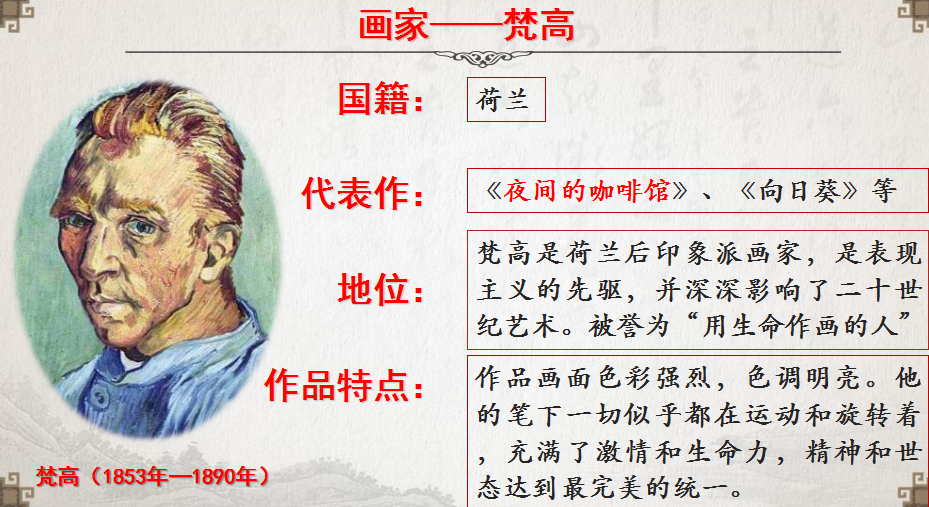 画家——梵高
国籍：
荷兰
代表作：
《夜间的咖啡馆》、《向日葵》等
地位：
梵高是荷兰后印象派画家，是表现
主义的先驱，并深深影响了二十世
纪艺术。被誉为“用生命作画的人”
作品特点：
作品画面色彩强烈，色调明亮。他
的笔下一切似乎都在运动和旋转着
，充满了激情和生命力，精神和世
态达到最完美的统一。
梵高（1853年—1890年）